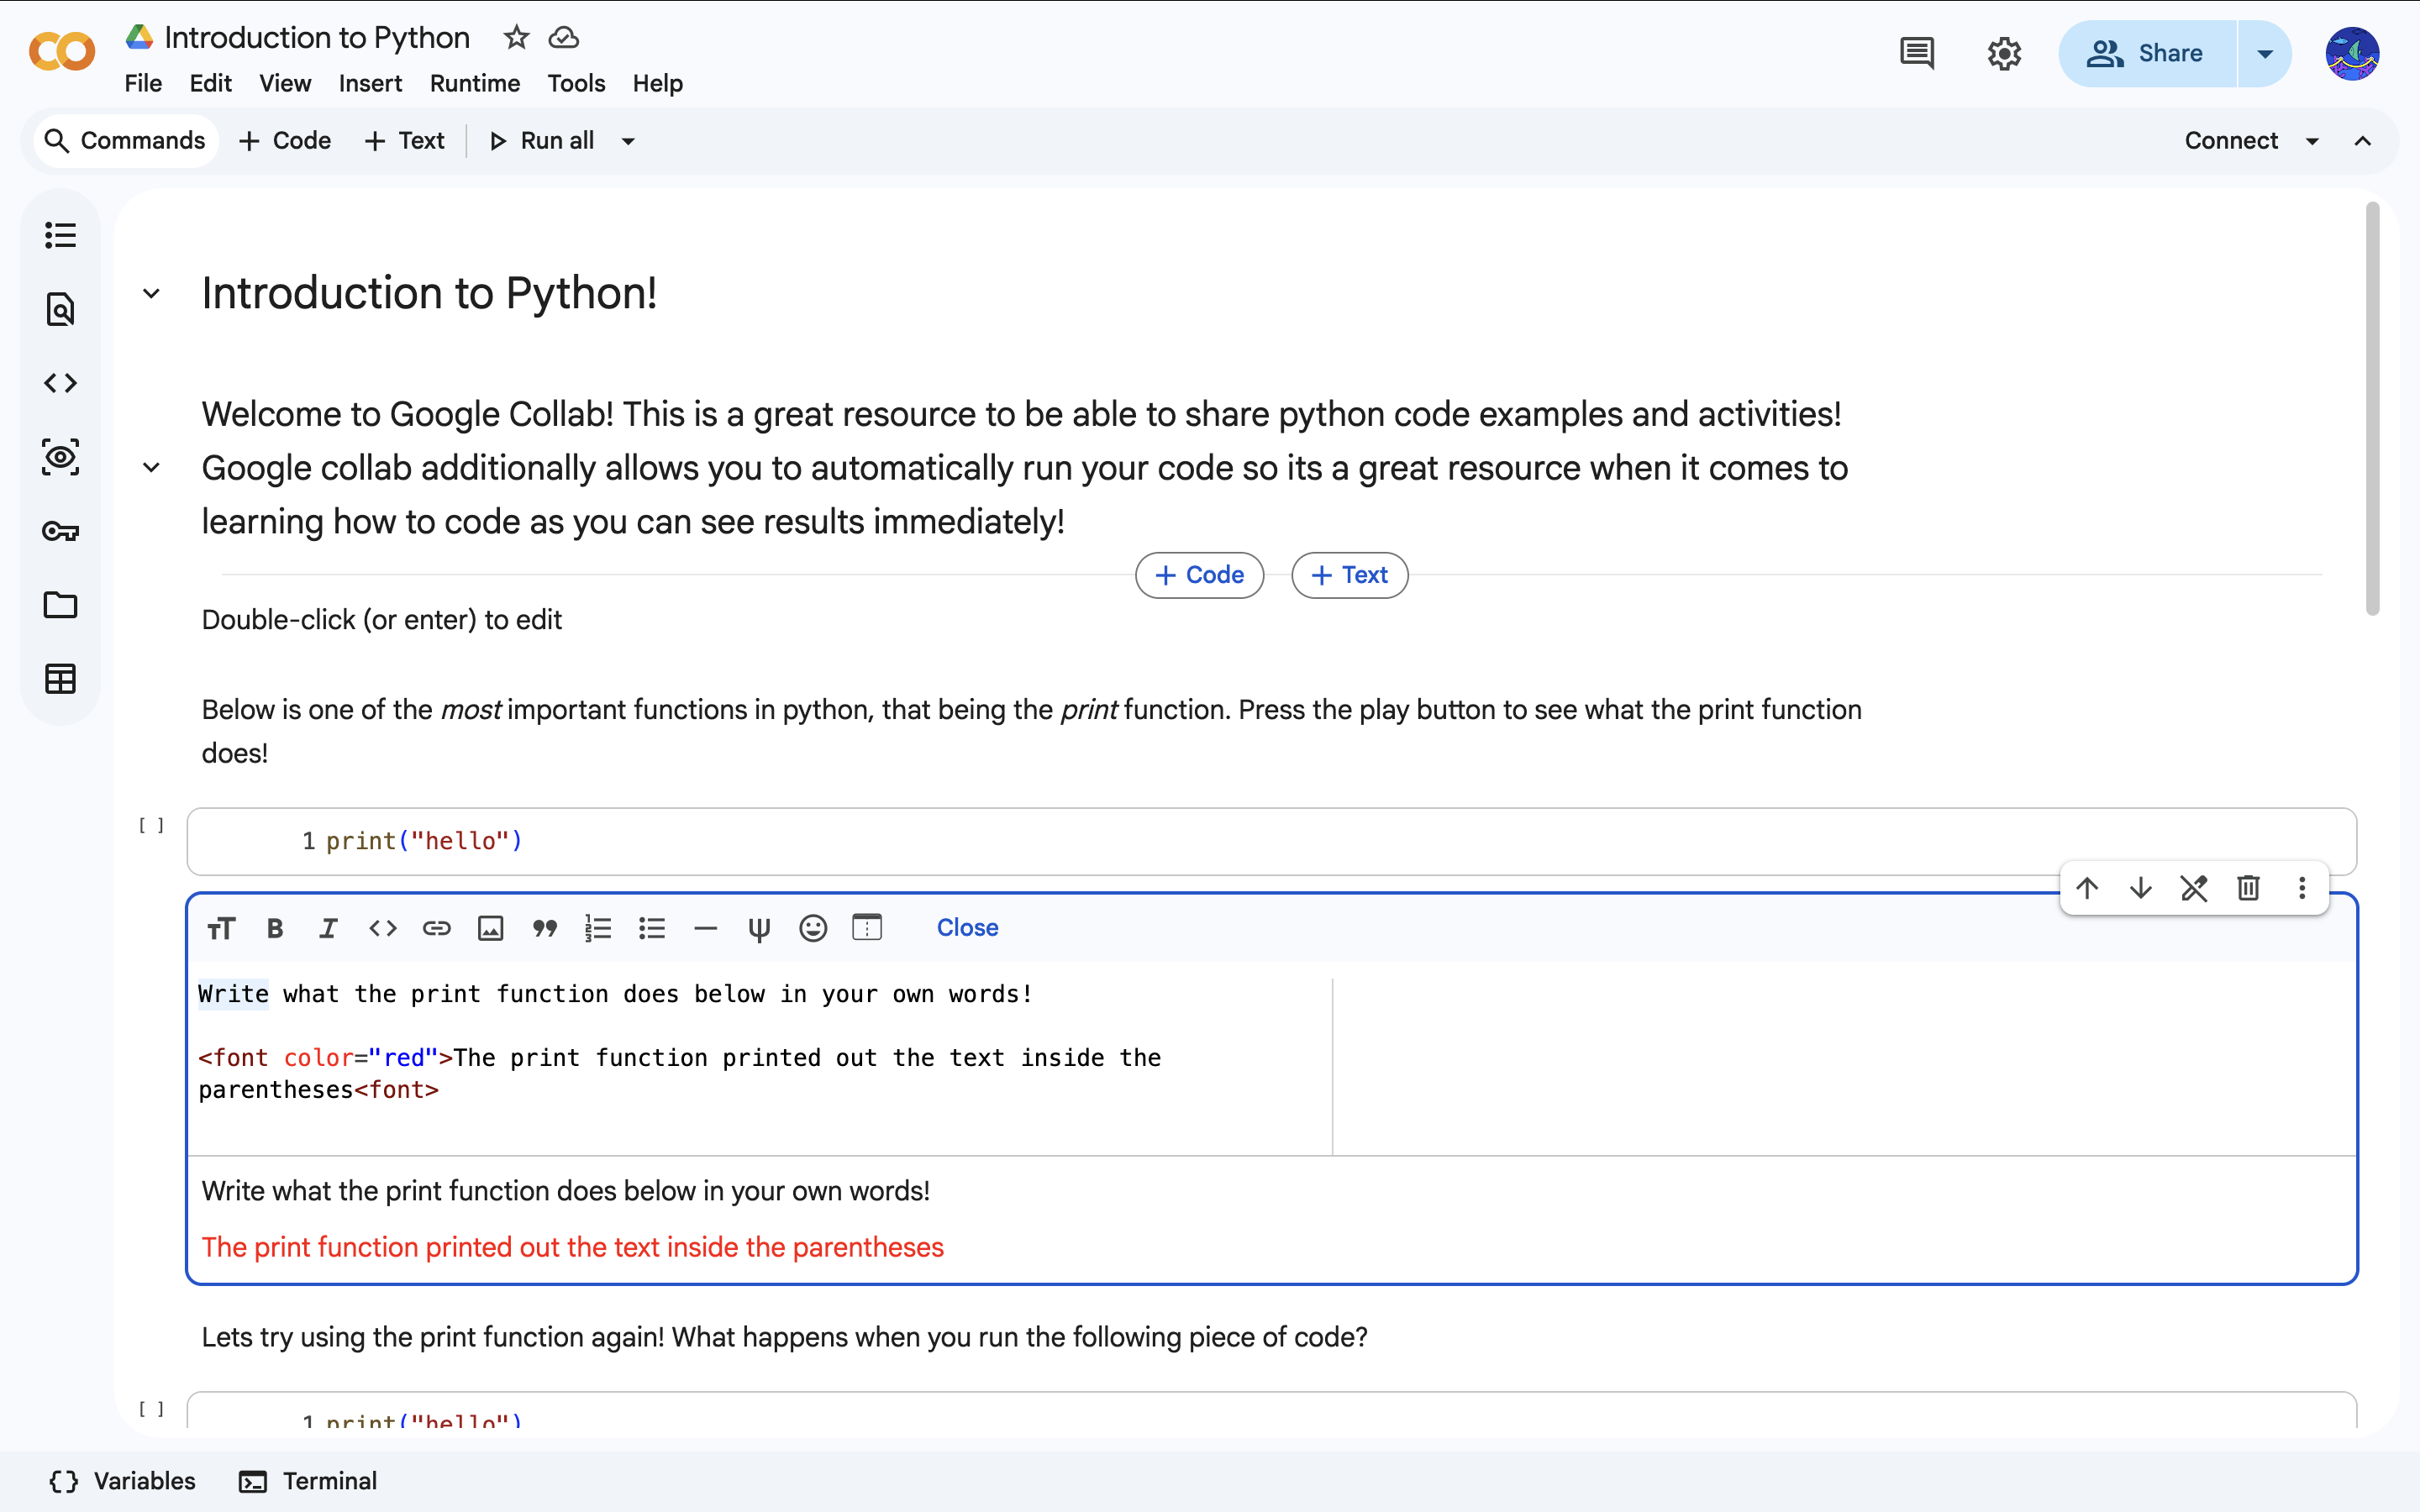 Introduction to Python
File Edit View Insert Runtime Tools Help
Share
Commands + Code + Text Run all
Connect
Introduction to Python!
Welcome to Google Collab! This is a great resource to be able to share python code examples and activities!
Google collab additionally allows you to automatically run your code so its a great resource when it comes to
learning how to code as you can see results immediately!
+ Code + Text
Double-click (or enter) to edit
Below is one of the most important functions in python, that being the print function. Press the play button to see what the print function
does!
[ ] 1 print("hello")
Close
Write what the print function does below in your own words!
<font color="red">The print function printed out the text inside the
parentheses<font>
Write what the print function does below in your own words!
The print function printed out the text inside the parentheses
Lets try using the print function again! What happens when you run the following piece of code?
[ ] 1 print("hello")
Variables Terminal